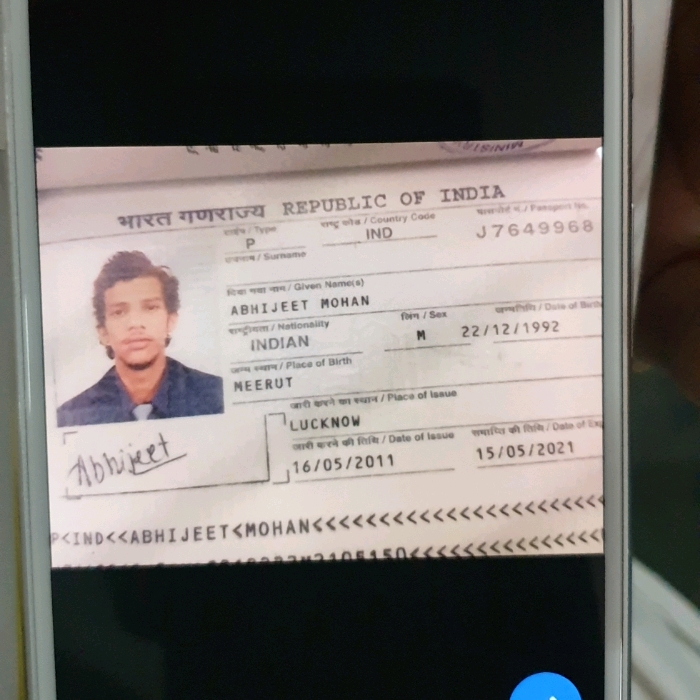 भारत गणराज्य REPUBLIC OF INDIA
टाईप / Type राष्ट्र कोड / Country Code पासपोर्ट नं. / Passport No.
P IND J7649968
उपनाम / Surname
दिया गया नाम / Given Name(s)
ABHIJEET MOHAN
राष्ट्रीयता / Nationality लिंग / Sex जन्मतिथि / Date of Birth
INDIAN M 22/12/1992
जन्म स्थान / Place of Birth
MEERUT
जारी करने का स्थान / Place of Issue
LUCKNOW
जारी करने की तिथि / Date of Issue समाप्ति की तिथि / Date of Exp
16/05/2011 15/05/2021
Abhijeet
P<IND<<ABHIJEET<MOHAN<<<<<<<<<<<<<<<<<<<<<<<